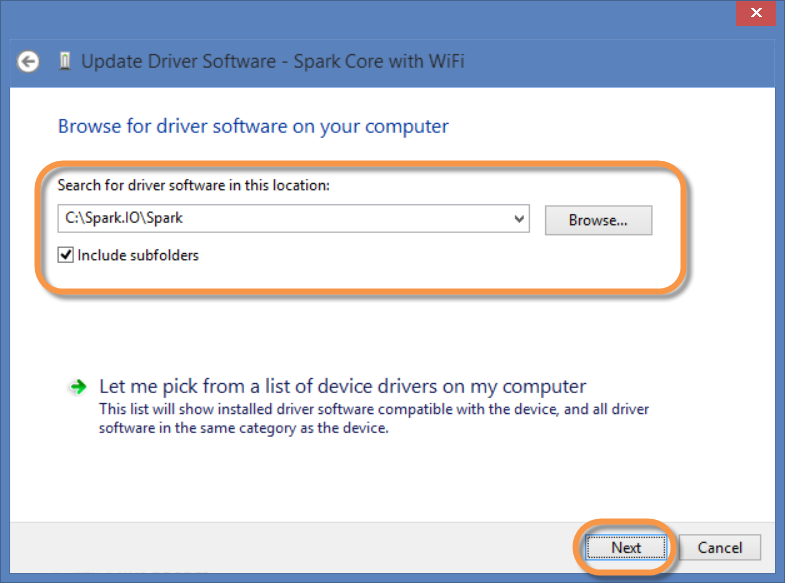 Update Driver Software - Spark Core with WiFi
Browse for driver software on your computer
Search for driver software in this location:
C:\Spark.IO\Spark
Browse...
Include subfolders
Let me pick from a list of device drivers on my computer
This list will show installed driver software compatible with the device, and all driver
software in the same category as the device.
Next
Cancel